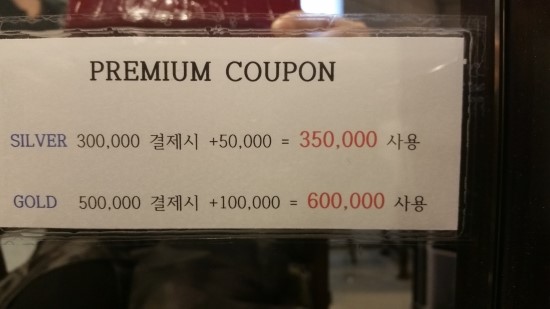 PREMIUM COUPON
SILVER 300,000 결제시 +50,000 = 350,000 사용
GOLD 500,000 결제시 +100,000 = 600,000 사용